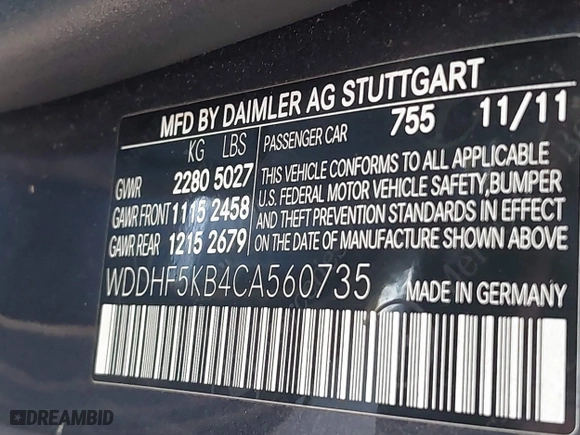 MFD BY DAIMLER AG STUTTGART
KG LBS PASSENGER CAR 755 11/11
GVWR 2280 5027
GAWR FRONT 1115 2458
GAWR REAR 1215 2679
THIS VEHICLE CONFORMS TO ALL APPLICABLE
U.S. FEDERAL MOTOR VEHICLE SAFETY,BUMPER
AND THEFT PREVENTION STANDARDS IN EFFECT
ON THE DATE OF MANUFACTURE SHOWN ABOVE
WDDHF5KB4CA560735 MADE IN GERMANY
DREAMBID